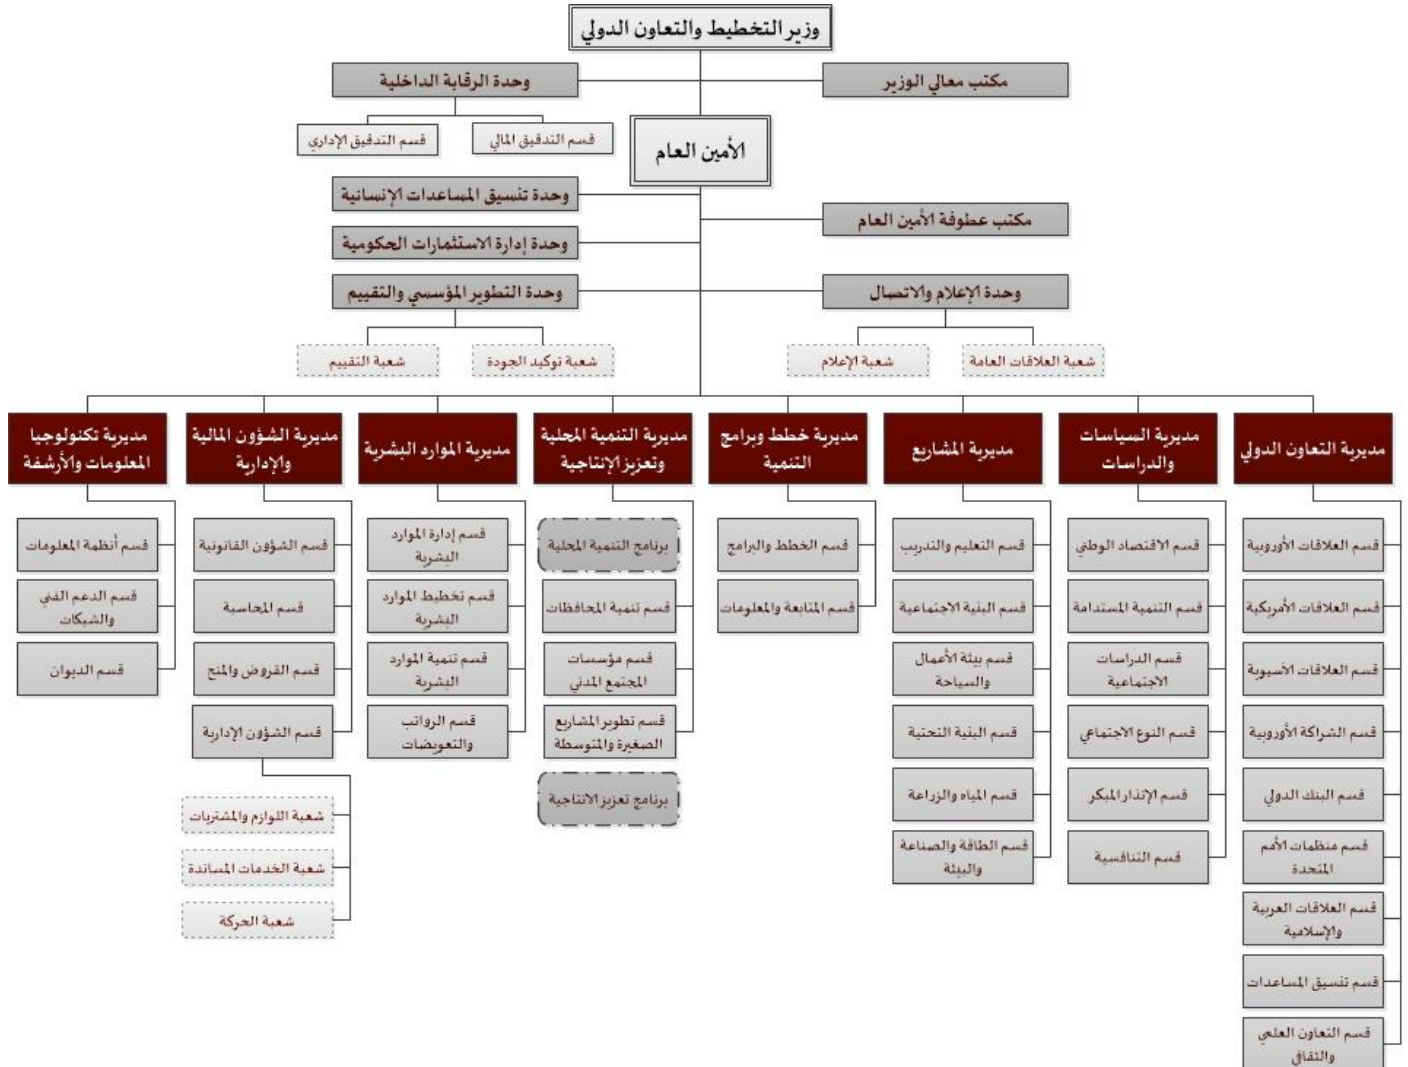 وزير التخطيط والتعاون الدولي
مكتب معالي الوزير
وحدة الرقابة الداخلية
قسم التدقيق المالي
قسم التدقيق الإداري
الأمين العام
وحدة تنسيق المساعدات الإنسانية
مكتب عطوفة الأمين العام
وحدة إدارة الاستثمارات الحكومية
وحدة الإعلام والاتصال
وحدة التطوير المؤسسي والتقييم
شعبة العلاقات العامة
شعبة الإعلام
شعبة توكيد الجودة
شعبة التقييم
مديرية التعاون الدولي
قسم العلاقات الأوروبية
قسم العلاقات الأمريكية
قسم العلاقات الآسيوية
قسم الشراكة الأوروبية
قسم البنك الدولي
قسم منظمات الأمم
المتحدة
قسم العلاقات العربية
والإسلامية
قسم تنسيق المساعدات
قسم التعاون العلمي
والثقافي
مديرية السياسات
والدراسات
قسم الاقتصاد الوطني
قسم التنمية المستدامة
قسم الدراسات
الاجتماعية
قسم النوع الاجتماعي
قسم الإنذار المبكر
قسم التنافسية
مديرية المشاريع
قسم التعليم والتدريب
قسم البنية الاجتماعية
قسم بيئة الأعمال
والسياحة
قسم البنية التحتية
قسم المياه والزراعة
قسم الطاقة والصناعة
والبيئة
مديرية خطط وبرامج
التنمية
قسم الخطط والبرامج
قسم المتابعة والمعلومات
مديرية التنمية المحلية
وتعزيز الإنتاجية
برنامج التنمية المحلية
قسم تنمية المحافظات
قسم مؤسسات
المجتمع المدني
قسم تطوير المشاريع
الصغيرة والمتوسطة
برنامج تعزيز الانتاجية
مديرية الموارد البشرية
قسم إدارة الموارد
البشرية
قسم تخطيط الموارد
البشرية
قسم تنمية الموارد
البشرية
قسم الرواتب
والتعويضات
مديرية الشؤون المالية
والإدارية
قسم الشؤون القانونية
قسم المحاسبة
قسم القروض والمنح
قسم الشؤون الإدارية
شعبة اللوازم والمشتريات
شعبة الخدمات المساندة
شعبة الحركة
مديرية تكنولوجيا
المعلومات والأرشفة
قسم أنظمة المعلومات
قسم الدعم الفني
والشبكات
قسم الديوان